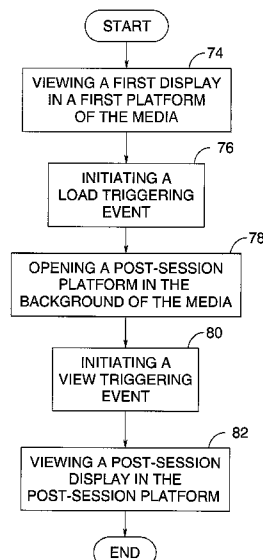 START
74
VIEWING A FIRST DISPLAY
IN A FIRST PLATFORM
OF THE MEDIA
76
INITIATING A
LOAD TRIGGERING
EVENT
78
OPENING A POST-SESSION
PLATFORM IN THE
BACKGROUND OF THE MEDIA
80
INITIATING A
VIEW TRIGGERING
EVENT
82
VIEWING A POST-SESSION
DISPLAY IN THE
POST-SESSION PLATFORM
END